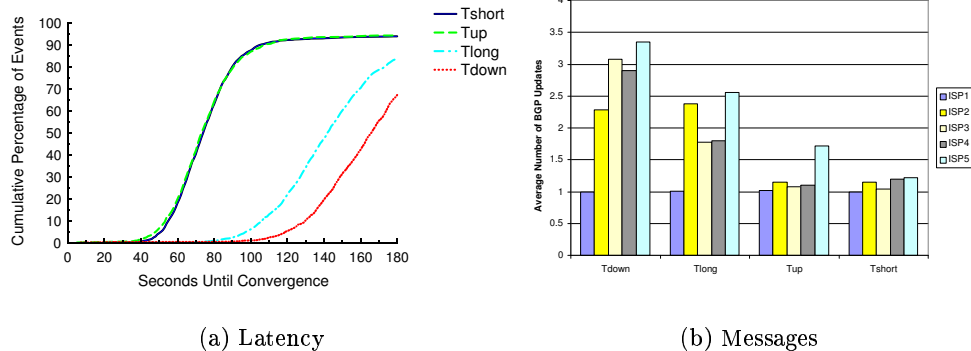 100
90
80
70
60
50
40
30
20
10
0
Cumulative Percentage of Events
0 20 40 60 80 100 120 140 160 180
Seconds Until Convergence
Tshort
Tup
Tlong
Tdown
(a) Latency
4
3.5
3
2.5
2
1.5
1
0.5
0
Average Number of BGP Updates
Tdown Tlong Tup Tshort
ISP1
ISP2
ISP3
ISP4
ISP5
(b) Messages